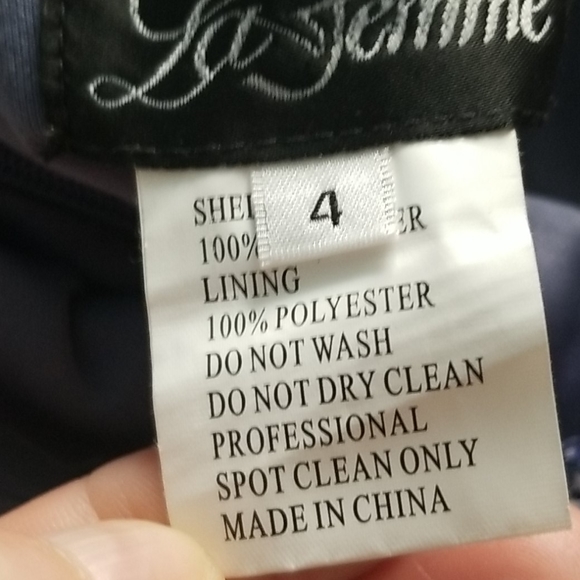 La Femme
4
100%
LINING
100% POLYESTER
DO NOT WASH
DO NOT DRY CLEAN
PROFESSIONAL
SPOT CLEAN ONLY
MADE IN CHINA